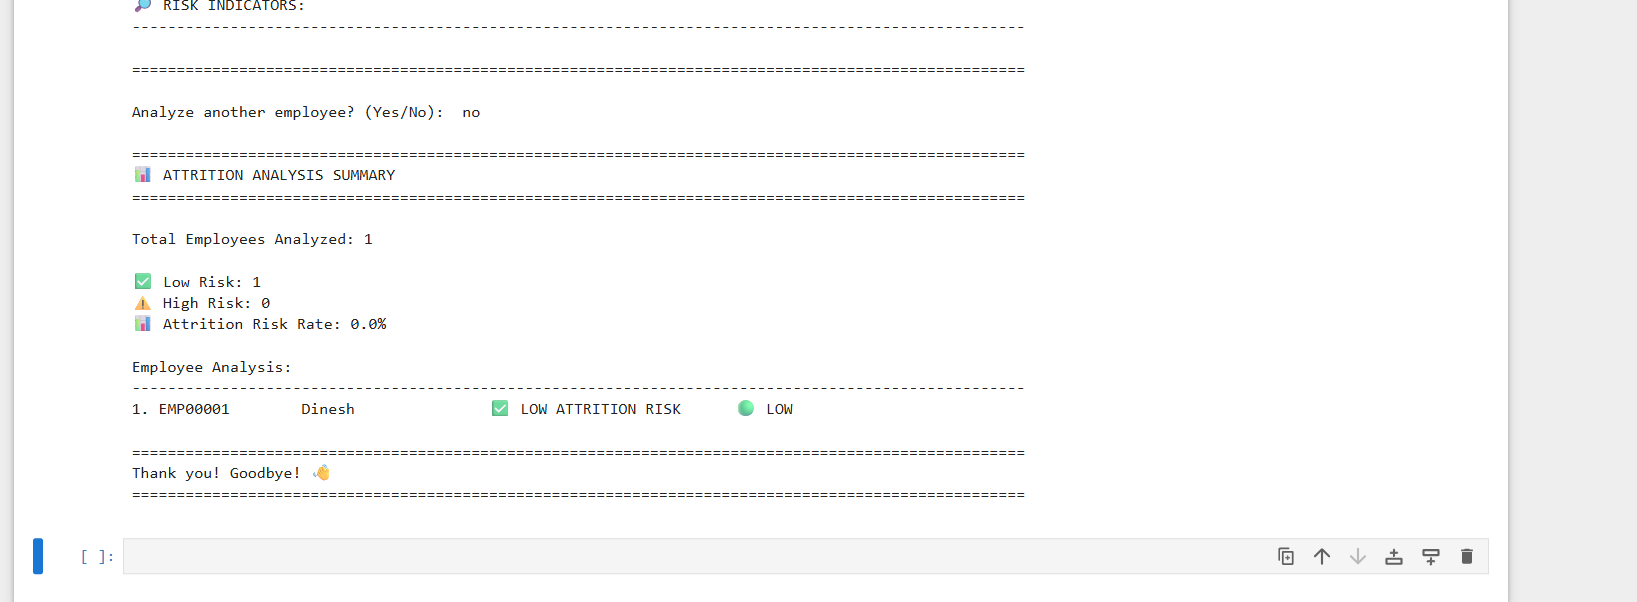 🔎 RISK INDICATORS:
----------------------------------------------------------------------------------------------------
====================================================================================================
Analyze another employee? (Yes/No):  no
====================================================================================================
📊 ATTRITION ANALYSIS SUMMARY
====================================================================================================
Total Employees Analyzed: 1
✅ Low Risk: 1
⚠️ High Risk: 0
📊 Attrition Risk Rate: 0.0%
Employee Analysis:
----------------------------------------------------------------------------------------------------
1. EMP00001        Dinesh               ✅ LOW ATTRITION RISK      🟢 LOW
====================================================================================================
Thank you! Goodbye! 👋
====================================================================================================
[ ]: